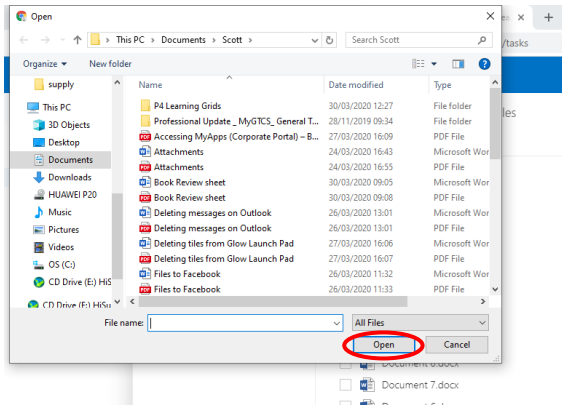 Open
This PC > Documents > Scott >
Search Scott
/tasks
Organize
New folder
Name
Date modified
Type
supply
This PC
3D Objects
Desktop
Documents
Downloads
HUAWEI P20
Music
Pictures
Videos
OS (C:)
CD Drive (E:) HiS
CD Drive (E:) HiSu
P4 Learning Grids 30/03/2020 12:27 File folder
Professional Update _ MyGTCS_ General T... 28/11/2019 09:34 File folder
PDF Accessing MyApps (Corporate Portal) – B... 27/03/2020 16:09 PDF File
Attachments 24/03/2020 16:43 Microsoft Wor
PDF Attachments 24/03/2020 16:55 PDF File
Book Review sheet 30/03/2020 09:05 Microsoft Wor
PDF Book Review sheet 30/03/2020 09:08 PDF File
Deleting messages on Outlook 26/03/2020 13:01 Microsoft Wor
PDF Deleting messages on Outlook 26/03/2020 13:01 PDF File
Deleting tiles from Glow Launch Pad 27/03/2020 16:06 Microsoft Wor
PDF Deleting tiles from Glow Launch Pad 27/03/2020 16:07 PDF File
Files to Facebook 26/03/2020 11:32 Microsoft Wor
PDF Files to Facebook 26/03/2020 11:33 PDF File
les
File name:
All Files
Open
Cancel
Document 8.docx
Document 7.docx